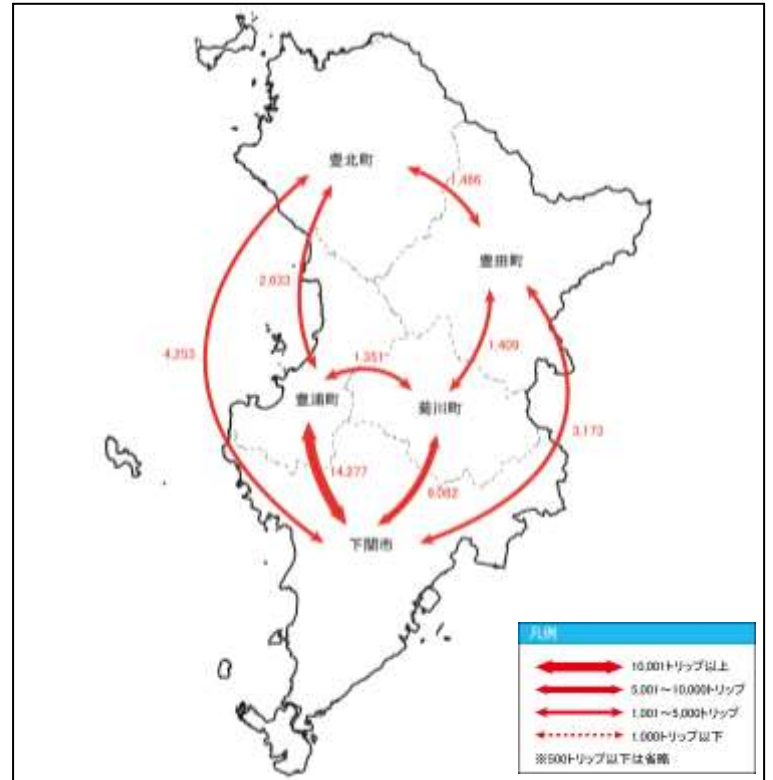 豊北町
1,466
豊田町
2,633
4,253
1,351
1,409
豊浦町
菊川町
3,173
14,277
下関市
凡例
10,001トリップ以上
5,001～10,000トリップ
1,001～5,000トリップ
1,000トリップ以下
※500トリップ以下は省略